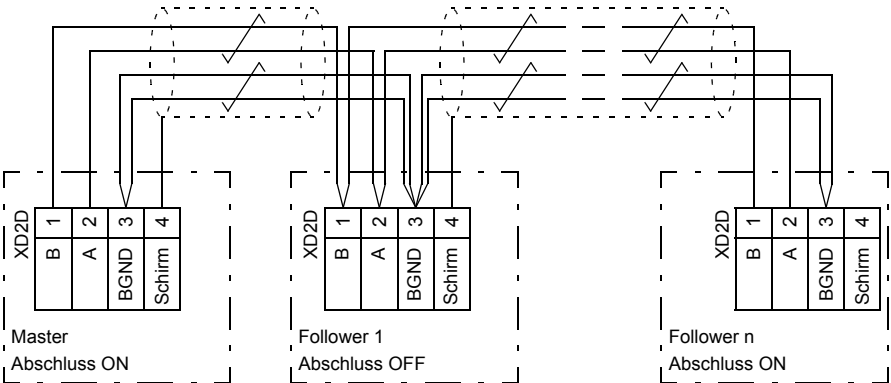 XD2D
1 2 3 4
B A BGND Schirm
Master
Abschluss ON
XD2D
1 2 3 4
B A BGND Schirm
Follower 1
Abschluss OFF
XD2D
1 2 3 4
B A BGND Schirm
Follower n
Abschluss ON